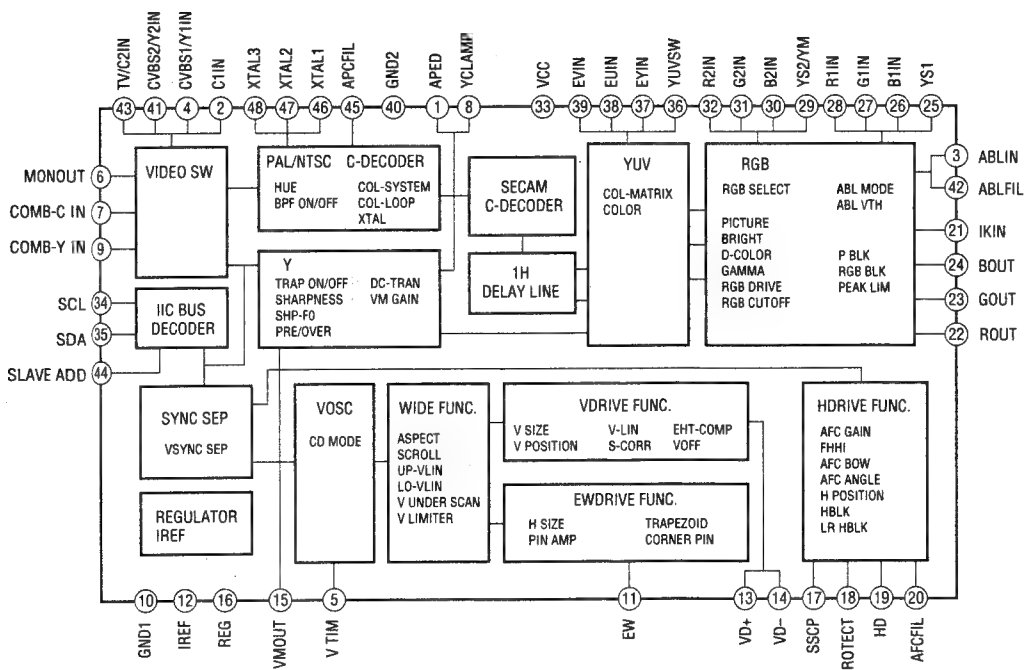 TV/C2IN CVBS2/Y2IN CVBS1/Y1IN C1IN XTAL3 XTAL2 XTAL1 APCFIL GND2 APED YCLAMP VCC EVIN EUIN EYIN YUVSW R2IN G2IN B2IN YS2/YM R1IN G1IN B1IN YS1
43 41 4 2 48 47 46 45 40 1 8 33 39 38 37 36 32 31 30 29 28 27 26 25
MONOUT 6
COMB-C IN 7
COMB-Y IN 9
SCL 34
SDA 35
SLAVE ADD 44
VIDEO SW
PAL/NTSC C-DECODER
HUE COL-SYSTEM
BPF ON/OFF COL-LOOP
XTAL
SECAM
C-DECODER
1H
DELAY LINE
YUV
COL-MATRIX
COLOR
RGB
RGB SELECT ABL MODE
ABL VTH
PICTURE
BRIGHT
D-COLOR P BLK
GAMMA RGB BLK
RGB DRIVE PEAK LIM
RGB CUTOFF
3 ABLIN
42 ABLFIL
21 IKIN
24 BOUT
23 GOUT
22 ROUT
IIC BUS
DECODER
Y
TRAP ON/OFF DC-TRAN
SHARPNESS VM GAIN
SHP-F0
PRE/OVER
SYNC SEP
VSYNC SEP
REGULATOR
IREF
VOSC
CD MODE
WIDE FUNC.
ASPECT
SCROLL
UP-VLIN
LO-VLIN
V UNDER SCAN
V LIMITER
VDRIVE FUNC.
V SIZE V-LIN EHT-COMP
V POSITION S-CORR VOFF
EWDRIVE FUNC.
H SIZE TRAPEZOID
PIN AMP CORNER PIN
HDRIVE FUNC.
AFC GAIN
FHHI
AFC BOW
AFC ANGLE
H POSITION
HBLK
LR HBLK
10 12 16 15 5 11 13 14 17 18 19 20
GND1 IREF REG VMOUT V TIM EW VD+ VD− SSCP ROTECT HD AFCFIL